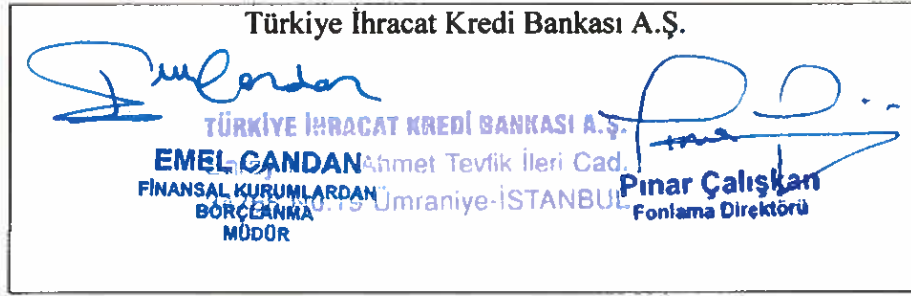 Türkiye İhracat Kredi Bankası A.Ş.
TÜRKİYE İHRACAT KREDİ BANKASI A.Ş.
EMEL CANDAN
Ahmet Tevfik İleri Cad.
FİNANSAL KURUMLARDAN
BORÇLANMA
MÜDÜR
Ümraniye-İSTANBUL
Pınar Çalışkan
Fonlama Direktörü